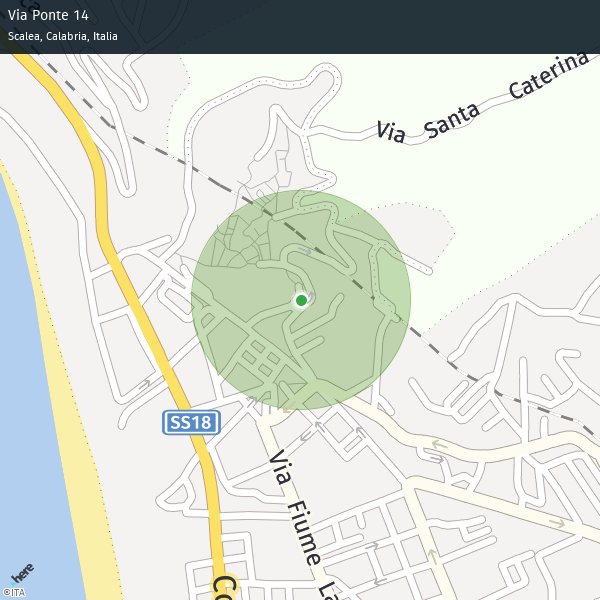 Via Ponte 14
Scalea, Calabria, Italia
Via Santa Caterina
SS18
Via Fiume La
Co
here
©ITA